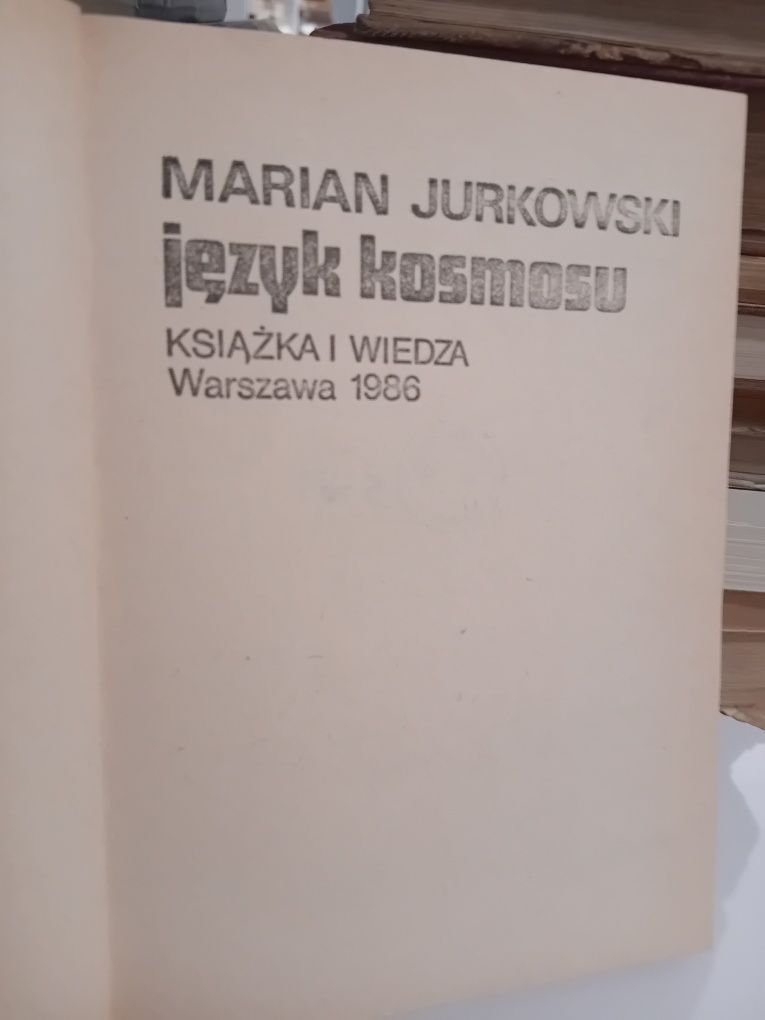 MARIAN JURKOWSKI
język kosmosu
KSIĄŻKA I WIEDZA
Warszawa 1986